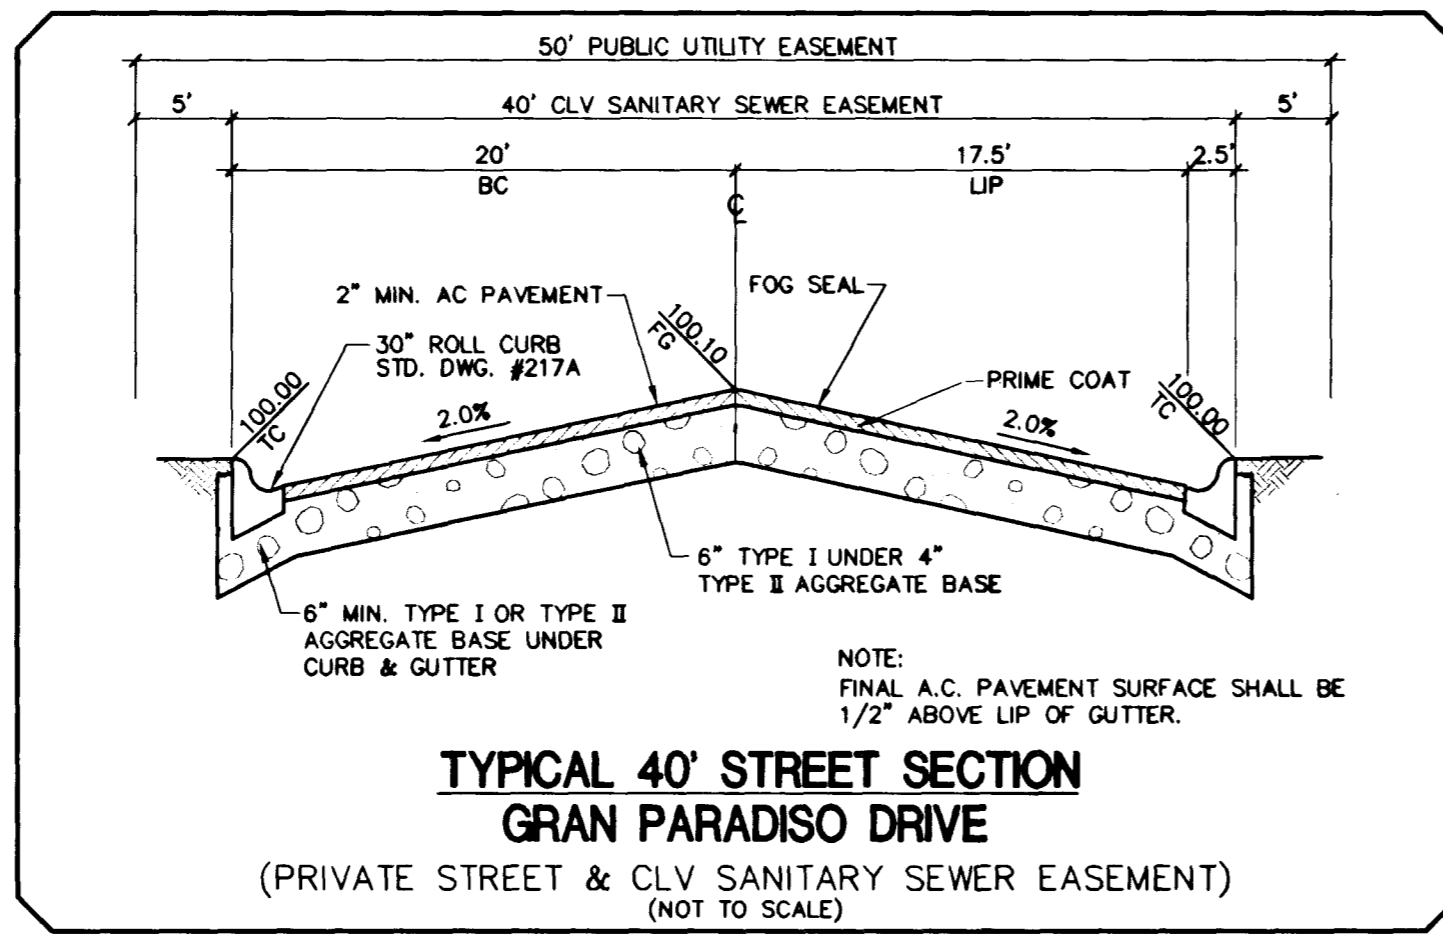 50' PUBLIC UTILITY EASEMENT
5' 40' CLV SANITARY SEWER EASEMENT 5'
20' 17.5' 2.5'
BC LIP
℄
2" MIN. AC PAVEMENT
FOG SEAL
30" ROLL CURB
STD. DWG. #217A
100.10
FG
PRIME COAT
100.00
TC
2.0%
2.0%
100.00
TC
6" TYPE I UNDER 4"
TYPE II AGGREGATE BASE
6" MIN. TYPE I OR TYPE II
AGGREGATE BASE UNDER
CURB & GUTTER
NOTE:
FINAL A.C. PAVEMENT SURFACE SHALL BE
1/2" ABOVE LIP OF GUTTER.
TYPICAL 40' STREET SECTION
GRAN PARADISO DRIVE
(PRIVATE STREET & CLV SANITARY SEWER EASEMENT)
(NOT TO SCALE)